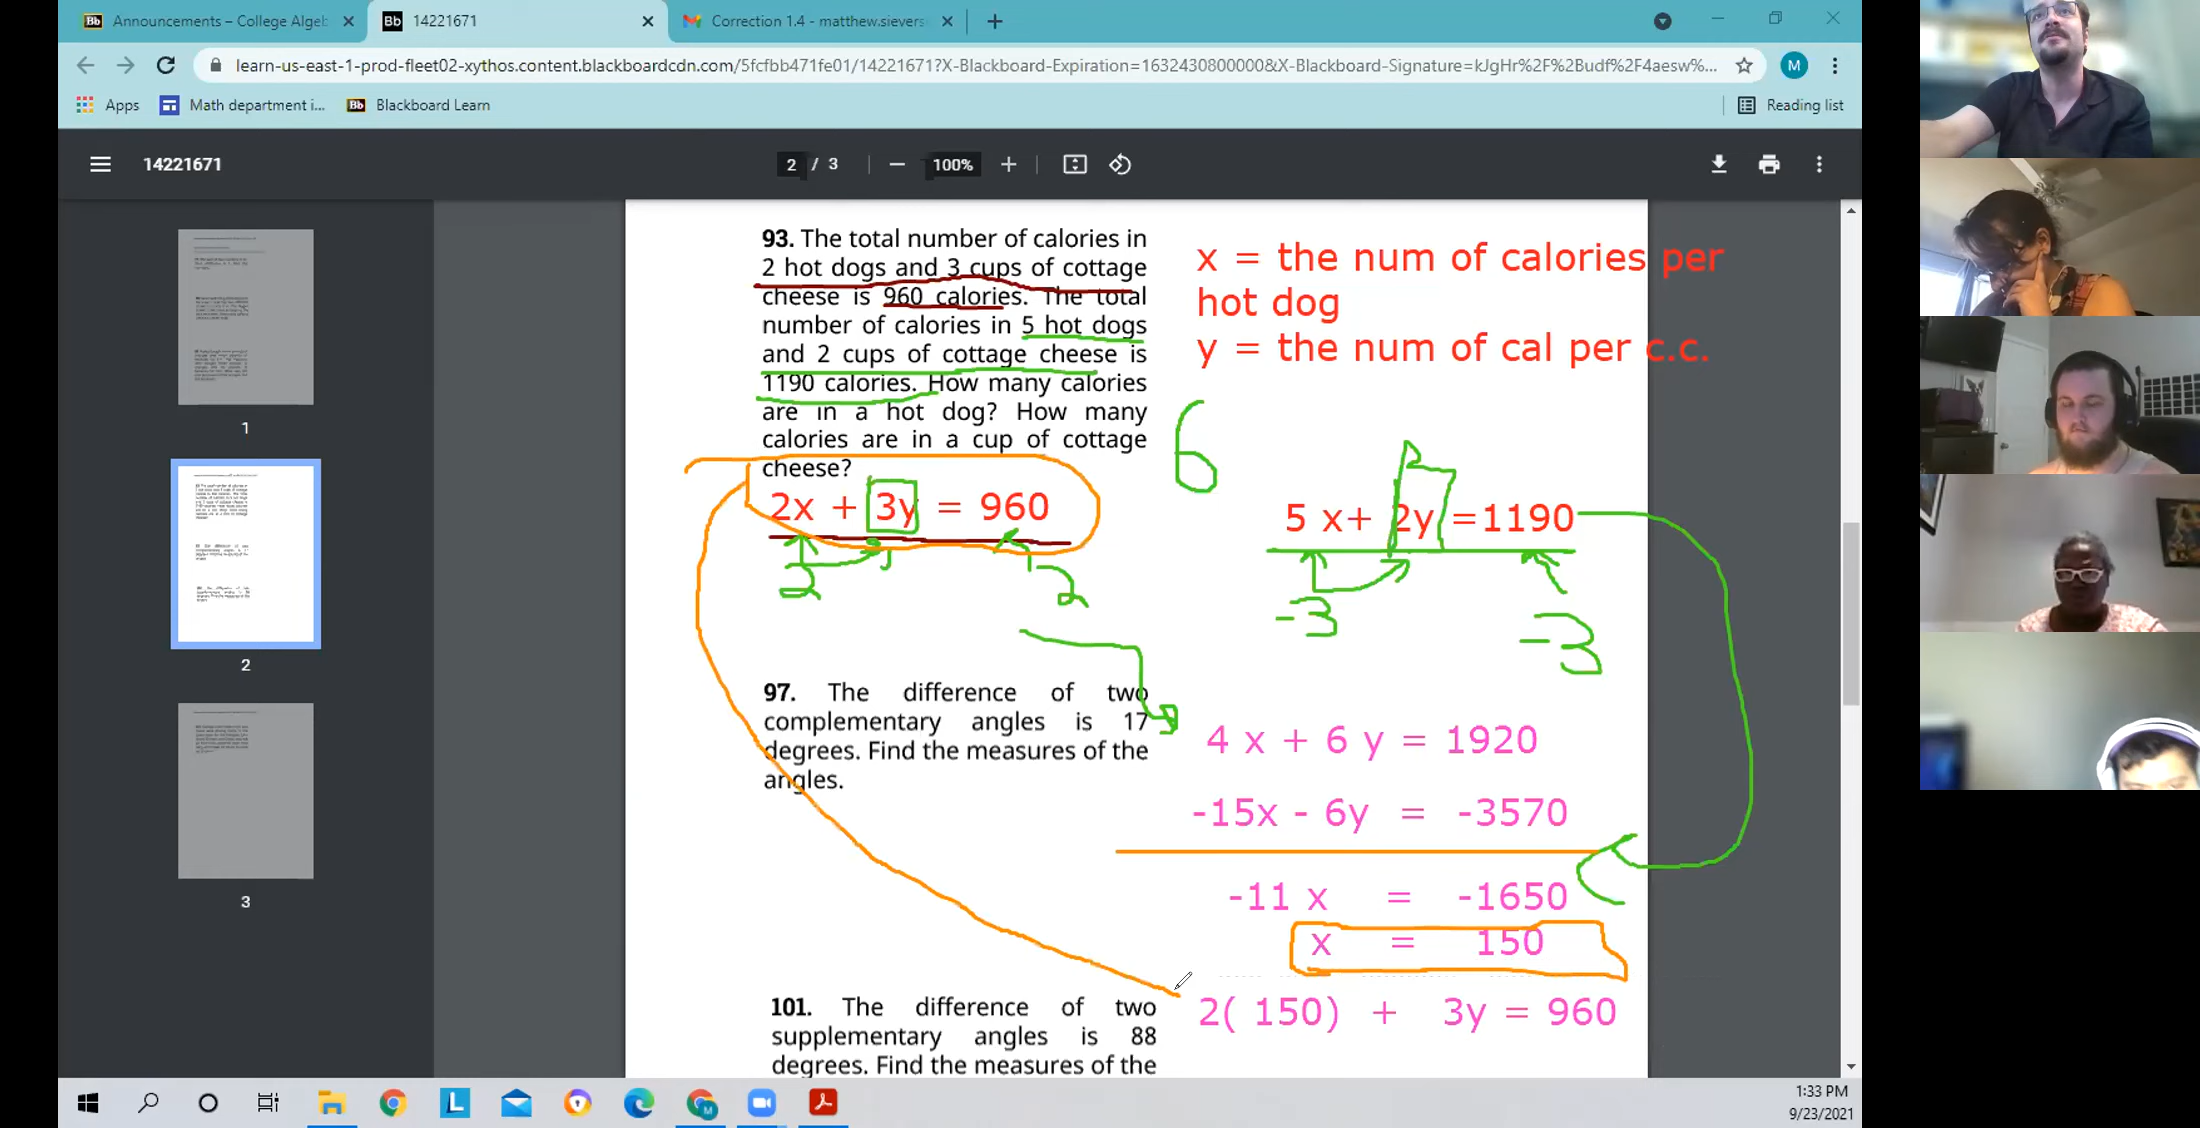 Announcements – College Algeb
14221671
Correction 1.4 - matthew.sievers
learn-us-east-1-prod-fleet02-xythos.content.blackboardcdn.com/5fcfbb471fe01/14221671?X-Blackboard-Expiration=1632430800000&X-Blackboard-Signature=kJgHr%2F%2Budf%2F4aesw%...
M
Apps
Math department i...
Bb
Blackboard Learn
Reading list
14221671
2 / 3
100%
1
2
3
93. The total number of calories in
2 hot dogs and 3 cups of cottage
cheese is 960 calories. The total
number of calories in 5 hot dogs
and 2 cups of cottage cheese is
1190 calories. How many calories
are in a hot dog? How many
calories are in a cup of cottage
cheese?
x = the num of calories per
hot dog
y = the num of cal per c.c.
6
2x + 3y = 960
5 x+ 2y =1190
2
2
-3
-3
97. The difference of two
complementary angles is 17
degrees. Find the measures of the
angles.
4 x + 6 y = 1920
-15x - 6y = -3570
-11 x = -1650
x = 150
2( 150) + 3y = 960
101. The difference of two
supplementary angles is 88
degrees. Find the measures of the
1:33 PM
9/23/2021